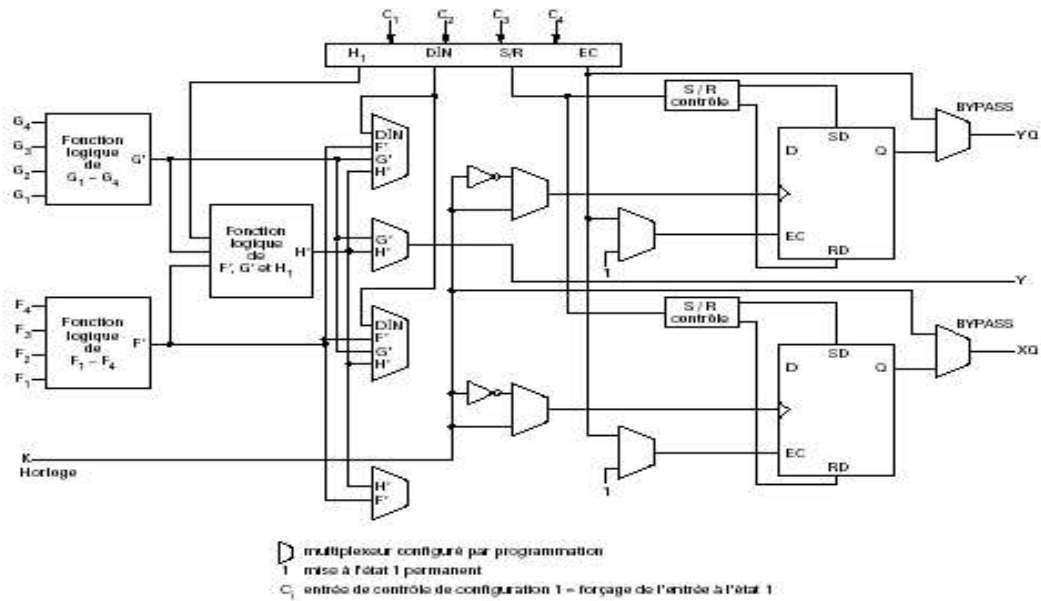 C1 C2 C3 C4
H1 DIN S/R EC
S / R contrôle
BYPASS
G4
G3
G2
G1
Fonction logique de G1 – G4
G'
DIN
F'
G'
H'
SD
D
Q
YQ
EC
RD
1
Fonction logique de F', G' et H1
H'
G'
H'
Y
F4
F3
F2
F1
Fonction logique de F1 – F4
F'
DIN
F'
G'
H'
S / R contrôle
BYPASS
SD
D
Q
XQ
EC
RD
1
K
Horloge
H'
F'
multiplexeur configuré par programmation
1 mise à l'état 1 permanent
Ci entrée de contrôle de configuration 1 – forçage de l'entrée à l'état 1